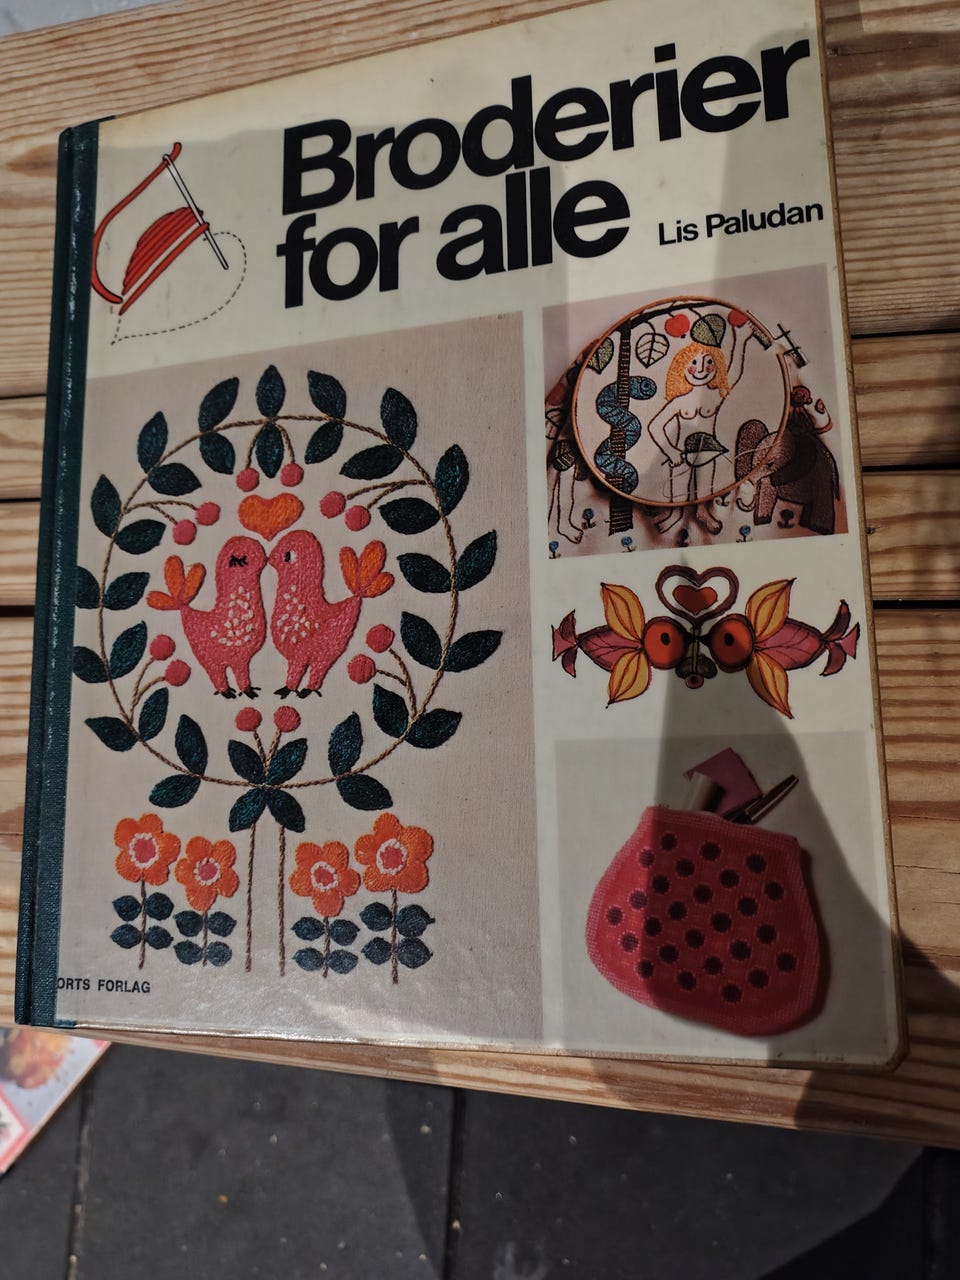 Broderier
for alle
Lis Paludan
ORTS FORLAG